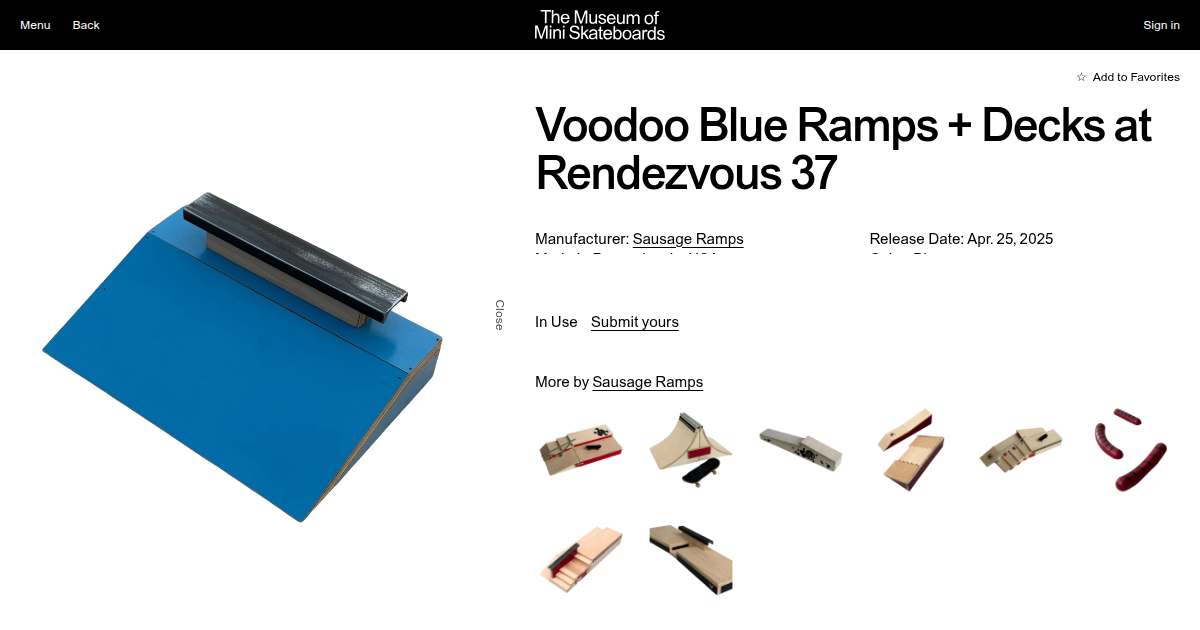 Menu
Back
The Museum of
Mini Skateboards
Sign in
☆ Add to Favorites
Voodoo Blue Ramps + Decks at
Rendezvous 37
Manufacturer: Sausage Ramps
Release Date: Apr. 25, 2025
Close
In Use
Submit yours
More by Sausage Ramps